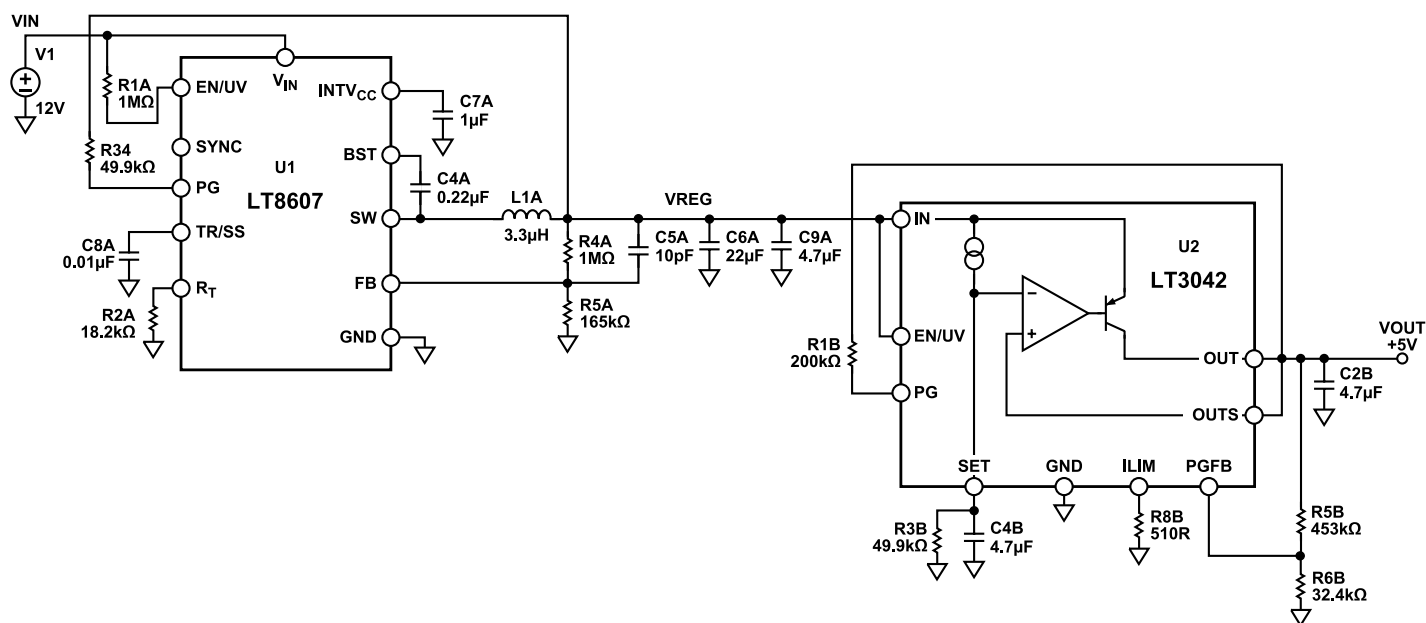 VIN
V1
12V
R1A
1MΩ
R34
49.9kΩ
C8A
0.01µF
R2A
18.2kΩ
EN/UV
SYNC
PG
TR/SS
RT
VIN
U1
LT8607
INTVCC
BST
SW
FB
GND
C7A
1µF
C4A
0.22µF
L1A
3.3µH
VREG
R4A
1MΩ
C5A
10pF
C6A
22µF
C9A
4.7µF
R5A
165kΩ
R1B
200kΩ
IN
EN/UV
PG
U2
LT3042
OUT
OUTS
SET
GND
ILIM
PGFB
VOUT
+5V
C2B
4.7µF
R3B
49.9kΩ
C4B
4.7µF
R8B
510R
R5B
453kΩ
R6B
32.4kΩ